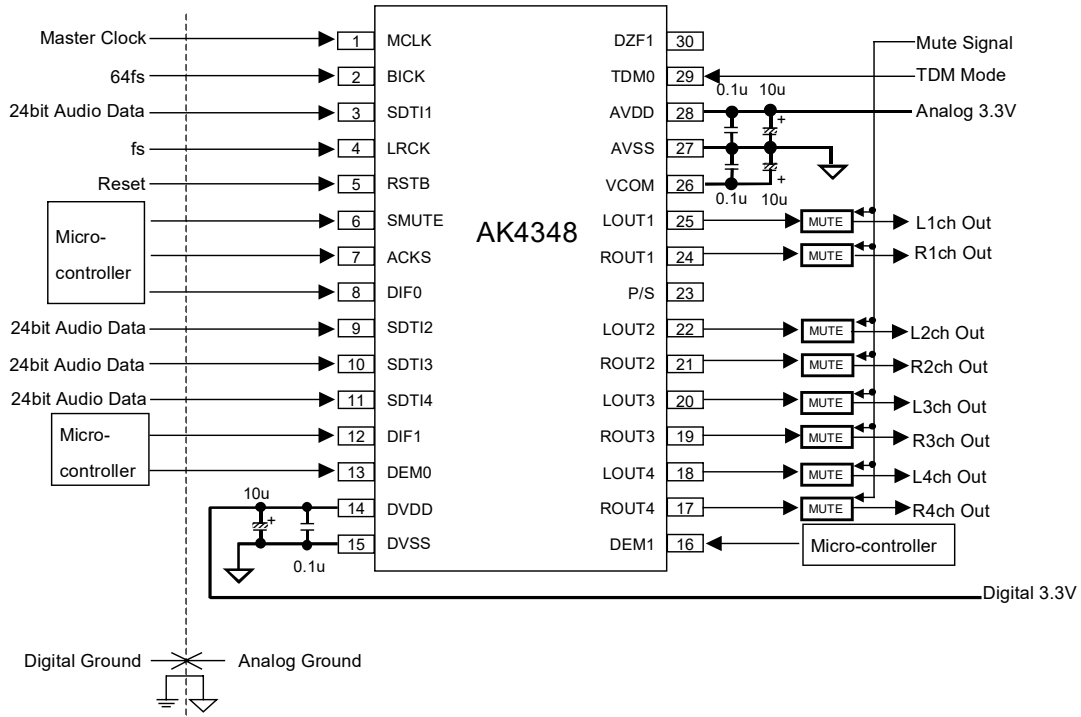 Master Clock 1 MCLK DZF1 30 Mute Signal
64fs 2 BICK TDM0 29 TDM Mode
0.1u 10u
24bit Audio Data 3 SDTI1 AVDD 28 + Analog 3.3V
fs 4 LRCK AVSS 27
Reset 5 RSTB VCOM 26 +
0.1u 10u
6 SMUTE LOUT1 25 MUTE L1ch Out
Micro-
controller
AK4348
7 ACKS ROUT1 24 MUTE R1ch Out
8 DIF0 P/S 23
24bit Audio Data 9 SDTI2 LOUT2 22 MUTE L2ch Out
24bit Audio Data 10 SDTI3 ROUT2 21 MUTE R2ch Out
24bit Audio Data 11 SDTI4 LOUT3 20 MUTE L3ch Out
Micro-
controller
12 DIF1 ROUT3 19 MUTE R3ch Out
13 DEM0 LOUT4 18 MUTE L4ch Out
10u
14 DVDD ROUT4 17 MUTE R4ch Out
+
15 DVSS DEM1 16 Micro-controller
0.1u
Digital 3.3V
Digital Ground Analog Ground